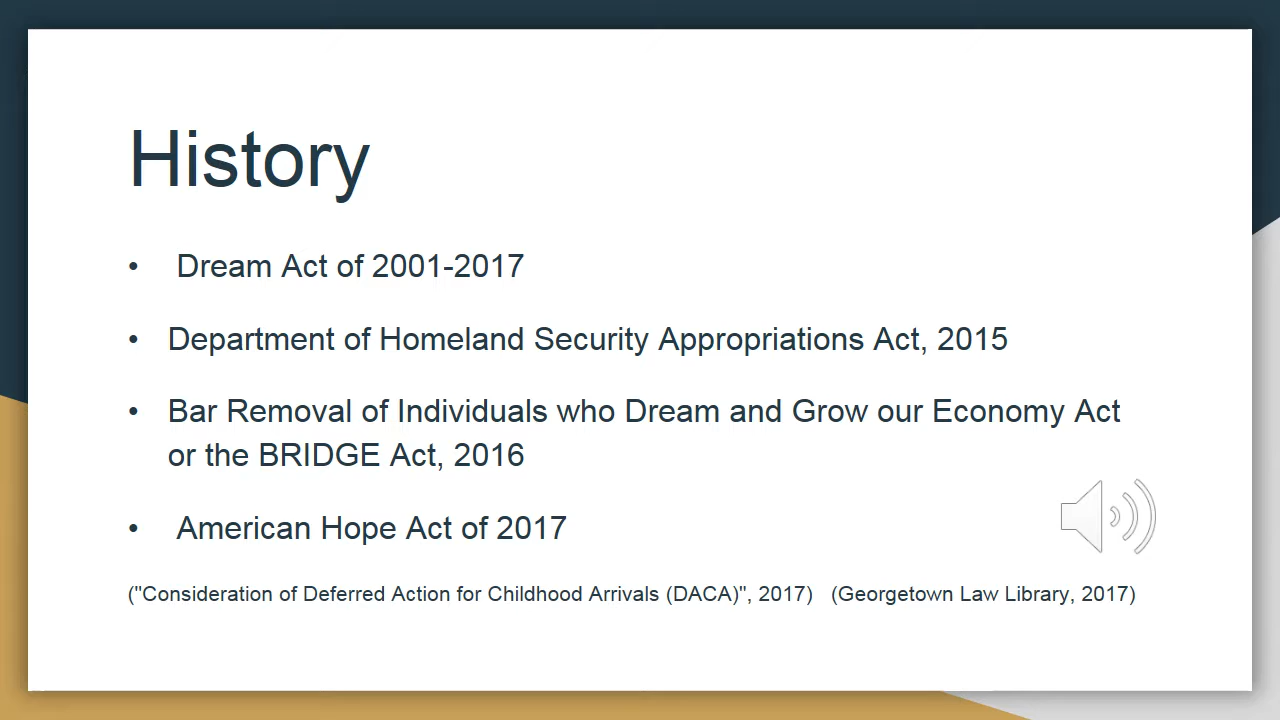 History
• Dream Act of 2001-2017
• Department of Homeland Security Appropriations Act, 2015
• Bar Removal of Individuals who Dream and Grow our Economy Act
or the BRIDGE Act, 2016
• American Hope Act of 2017
("Consideration of Deferred Action for Childhood Arrivals (DACA)", 2017) (Georgetown Law Library, 2017)